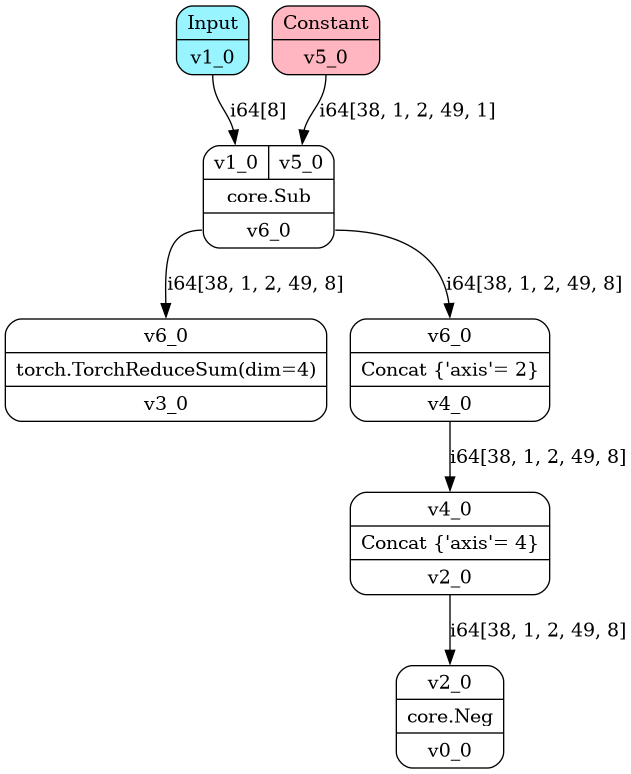 Input
v1_0
Constant
v5_0
i64[8]
i64[38, 1, 2, 49, 1]
v1_0
v5_0
core.Sub
v6_0
i64[38, 1, 2, 49, 8]
i64[38, 1, 2, 49, 8]
v6_0
torch.TorchReduceSum(dim=4)
v3_0
v6_0
Concat {'axis'= 2}
v4_0
i64[38, 1, 2, 49, 8]
v4_0
Concat {'axis'= 4}
v2_0
i64[38, 1, 2, 49, 8]
v2_0
core.Neg
v0_0